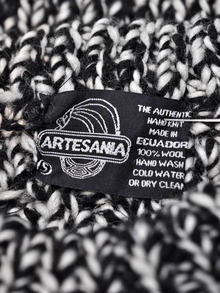 ARTESANIA
(S)
THE AUTHENTIC
HANDKNIT
MADE IN
ECUADOR
100% WOOL
HAND WASH
COLD WATER
OR DRY CLEAN